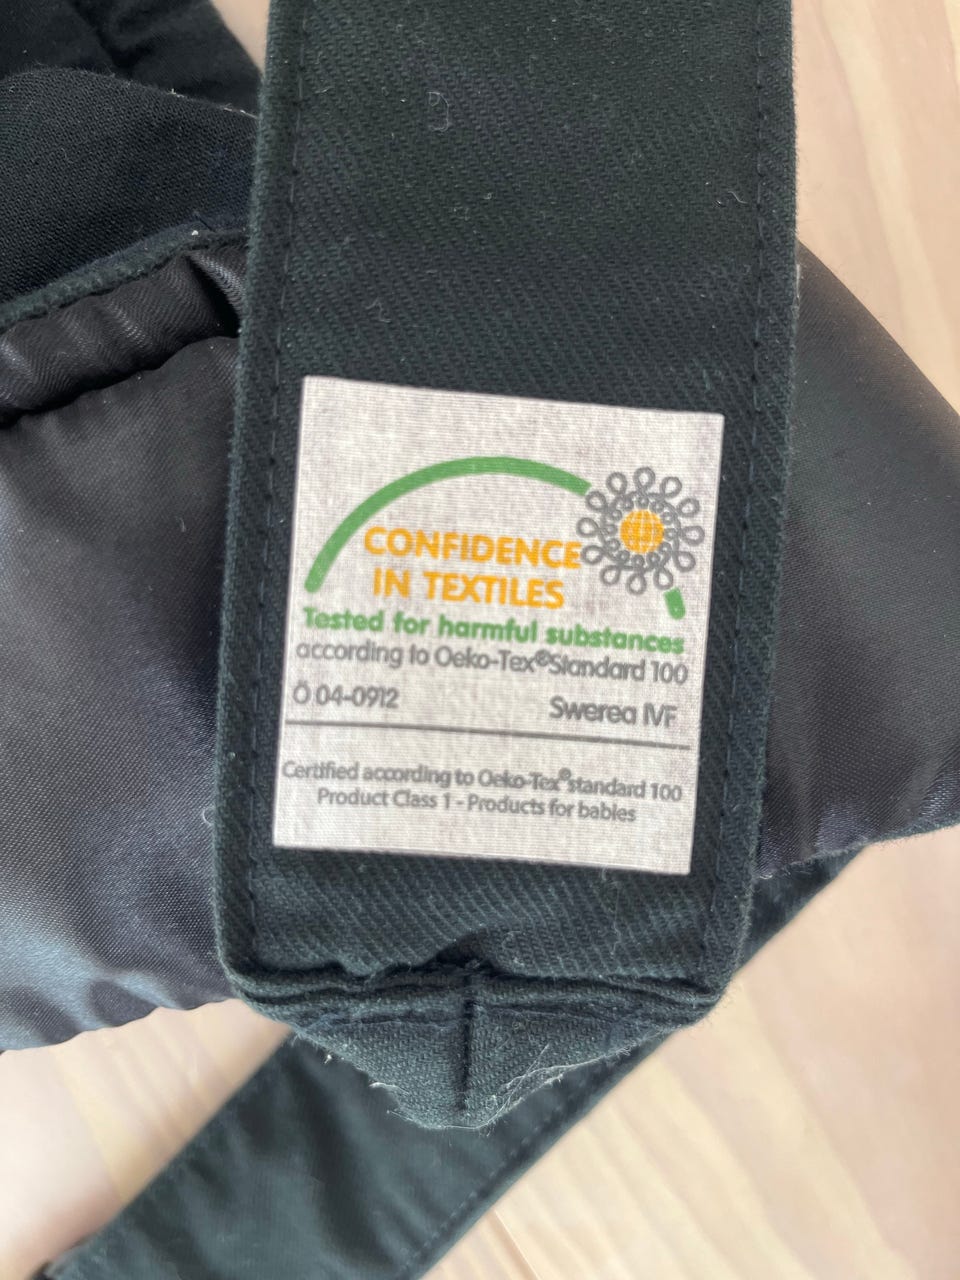 CONFIDENCE
IN TEXTILES
Tested for harmful substances
according to Oeko-Tex®Standard 100
Ö 04-0912 Swerea IVF
Certified according to Oeko-Tex®standard 100
Product Class 1 - Products for babies